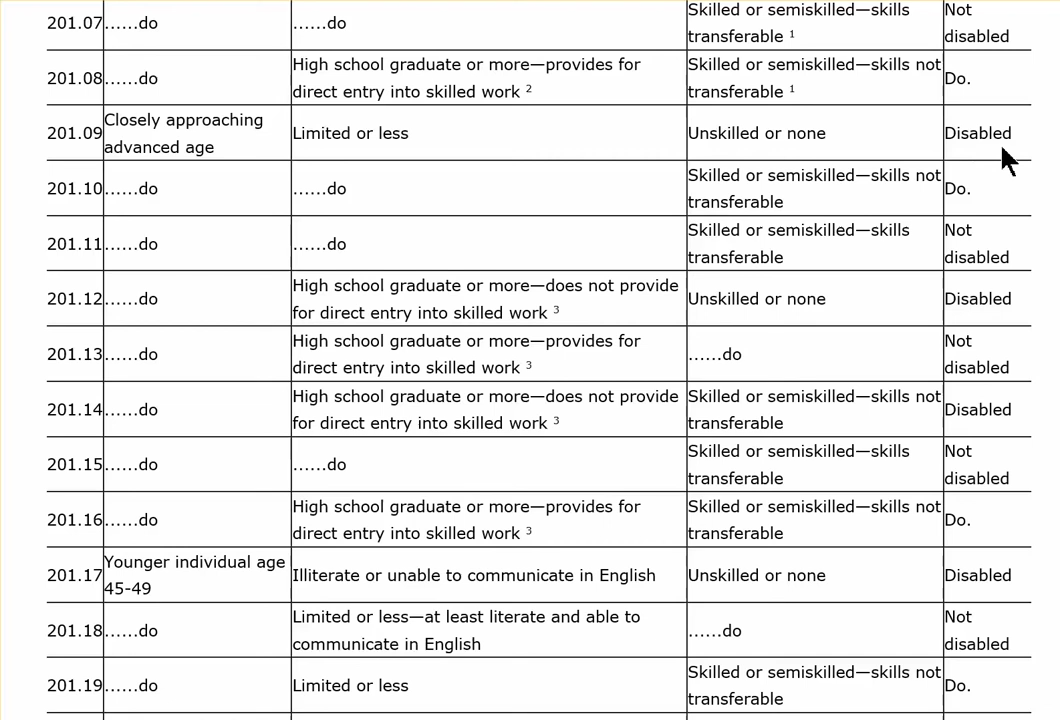 201.07 ......do ......do Skilled or semiskilled—skills transferable ¹ Not disabled
201.08 ......do High school graduate or more—provides for direct entry into skilled work ² Skilled or semiskilled—skills not transferable ¹ Do.
201.09 Closely approaching advanced age Limited or less Unskilled or none Disabled
201.10 ......do ......do Skilled or semiskilled—skills not transferable Do.
201.11 ......do ......do Skilled or semiskilled—skills transferable Not disabled
201.12 ......do High school graduate or more—does not provide for direct entry into skilled work ³ Unskilled or none Disabled
201.13 ......do High school graduate or more—provides for direct entry into skilled work ³ ......do Not disabled
201.14 ......do High school graduate or more—does not provide for direct entry into skilled work ³ Skilled or semiskilled—skills not transferable Disabled
201.15 ......do ......do Skilled or semiskilled—skills transferable Not disabled
201.16 ......do High school graduate or more—provides for direct entry into skilled work ³ Skilled or semiskilled—skills not transferable Do.
201.17 Younger individual age 45-49 Illiterate or unable to communicate in English Unskilled or none Disabled
201.18 ......do Limited or less—at least literate and able to communicate in English ......do Not disabled
201.19 ......do Limited or less Skilled or semiskilled—skills not transferable Do.